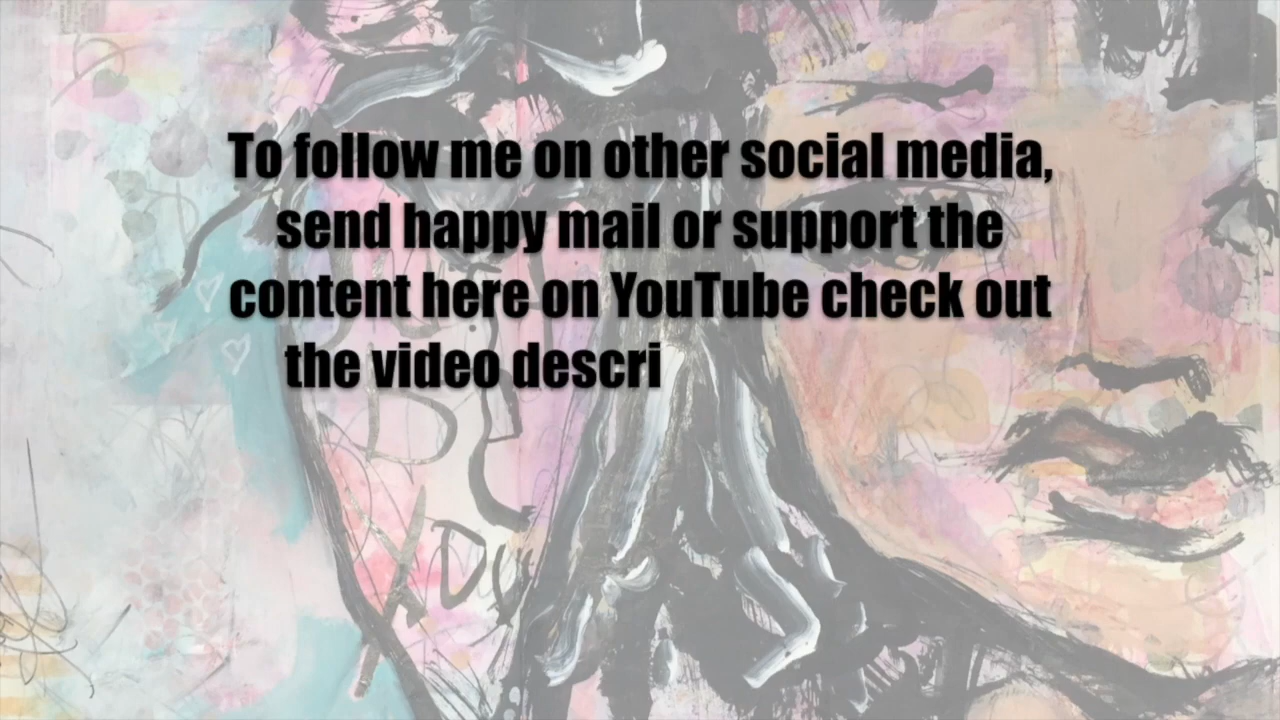 To follow me on other social media,
send happy mail or support the
content here on YouTube check out
the video descri
YOU